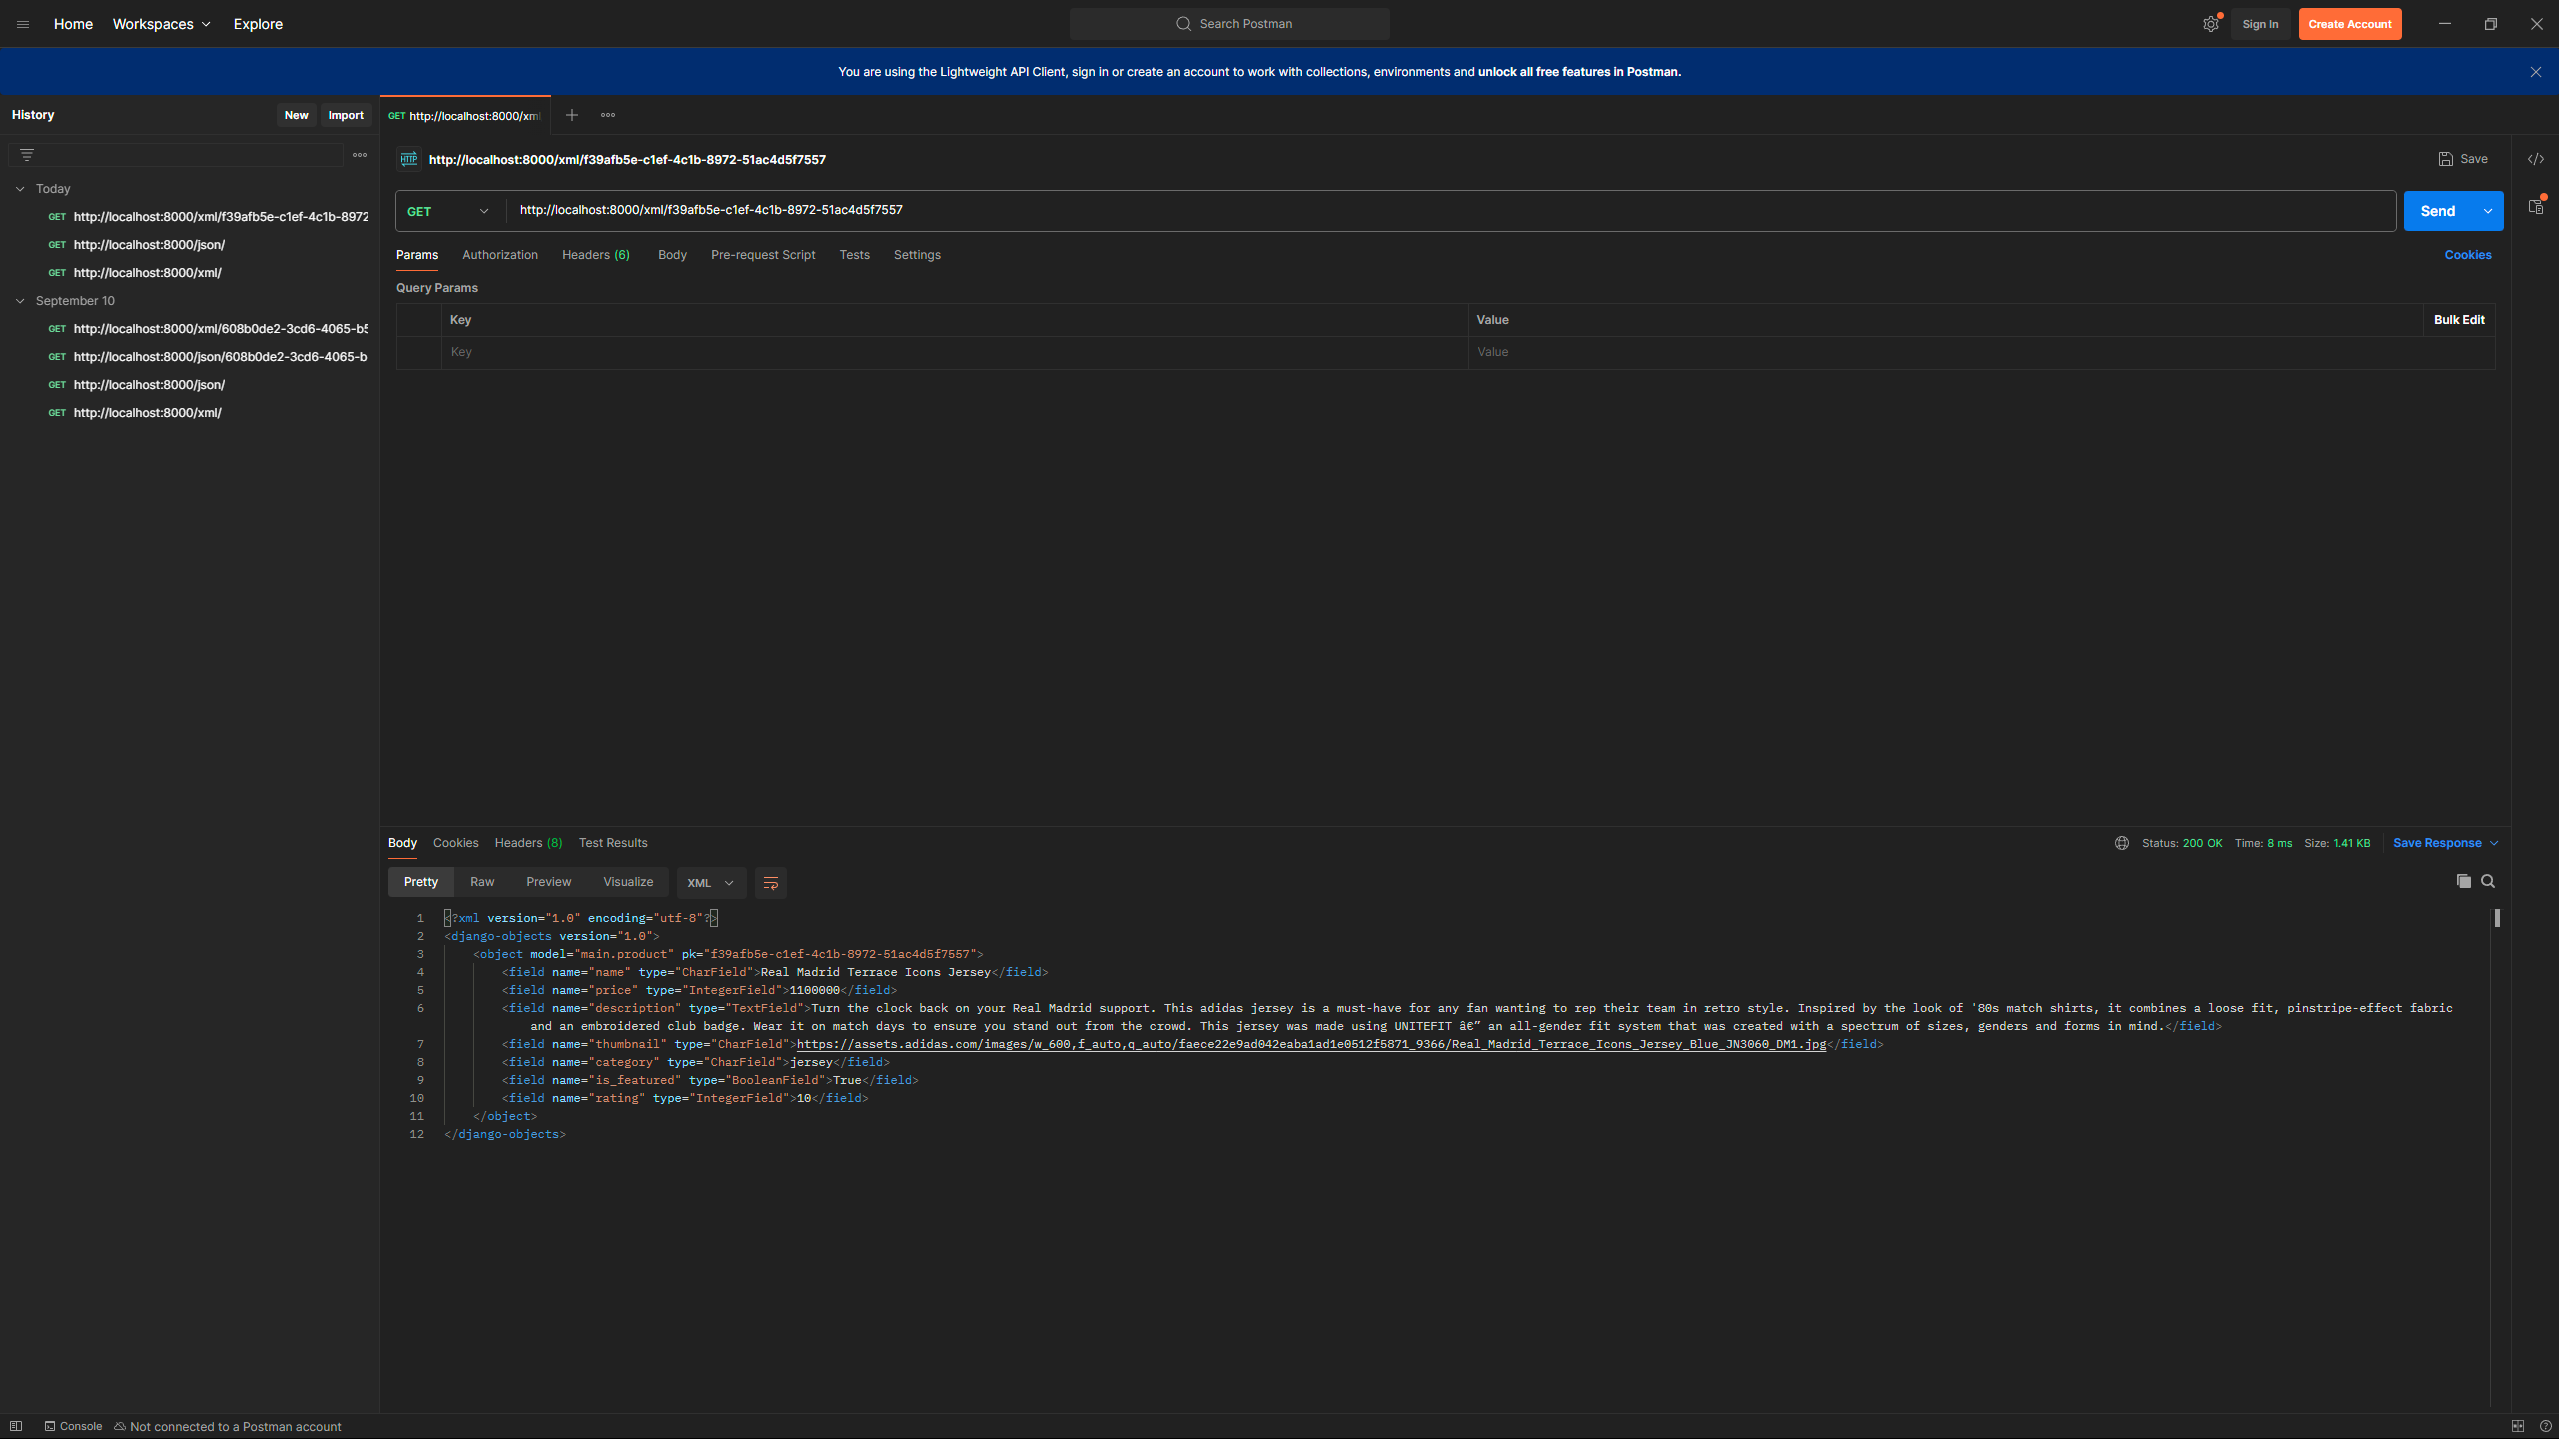 Home Workspaces Explore Search Postman Sign In Create Account
You are using the Lightweight API Client, sign in or create an account to work with collections, environments and unlock all free features in Postman.
History New Import
Today
GET http://localhost:8000/xml/f39afb5e-c1ef-4c1b-8972
GET http://localhost:8000/json/
GET http://localhost:8000/xml/
September 10
GET http://localhost:8000/xml/608b0de2-3cd6-4065-b5
GET http://localhost:8000/json/608b0de2-3cd6-4065-b
GET http://localhost:8000/json/
GET http://localhost:8000/xml/
GET http://localhost:8000/xml
HTTP http://localhost:8000/xml/f39afb5e-c1ef-4c1b-8972-51ac4d5f7557 Save
GET http://localhost:8000/xml/f39afb5e-c1ef-4c1b-8972-51ac4d5f7557 Send
Params Authorization Headers (6) Body Pre-request Script Tests Settings Cookies
Query Params
Key Value Bulk Edit
Key Value
Body Cookies Headers (8) Test Results Status: 200 OK Time: 8 ms Size: 1.41 KB Save Response
Pretty Raw Preview Visualize XML
1 <?xml version="1.0" encoding="utf-8"?>
2 <django-objects version="1.0">
3 <object model="main.product" pk="f39afb5e-c1ef-4c1b-8972-51ac4d5f7557">
4 <field name="name" type="CharField">Real Madrid Terrace Icons Jersey</field>
5 <field name="price" type="IntegerField">1100000</field>
6 <field name="description" type="TextField">Turn the clock back on your Real Madrid support. This adidas jersey is a must-have for any fan wanting to rep their team in retro style. Inspired by the look of '80s match shirts, it combines a loose fit, pinstripe-effect fabric
and an embroidered club badge. Wear it on match days to ensure you stand out from the crowd. This jersey was made using UNITEFIT â€” an all-gender fit system that was created with a spectrum of sizes, genders and forms in mind.</field>
7 <field name="thumbnail" type="CharField">https://assets.adidas.com/images/w_600,f_auto,q_auto/faece22e9ad042eaba1ad1e0512f5871_9366/Real_Madrid_Terrace_Icons_Jersey_Blue_JN3060_DM1.jpg</field>
8 <field name="category" type="CharField">jersey</field>
9 <field name="is_featured" type="BooleanField">True</field>
10 <field name="rating" type="IntegerField">10</field>
11 </object>
12 </django-objects>
Console Not connected to a Postman account